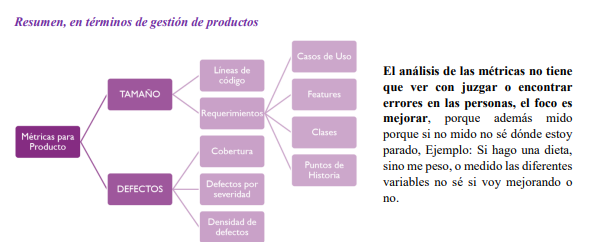 Resumen, en términos de gestión de productos
Métricas para
Producto
TAMAÑO
DEFECTOS
Líneas de
código
Requerimientos
Cobertura
Defectos por
severidad
Densidad de
defectos
Casos de Uso
Features
Clases
Puntos de
Historia
El análisis de las métricas no tiene
que ver con juzgar o encontrar
errores en las personas, el foco es
mejorar, porque además mido
porque si no mido no sé dónde estoy
parado, Ejemplo: Si hago una dieta,
sino me peso, o medido las diferentes
variables no sé si voy mejorando o
no.